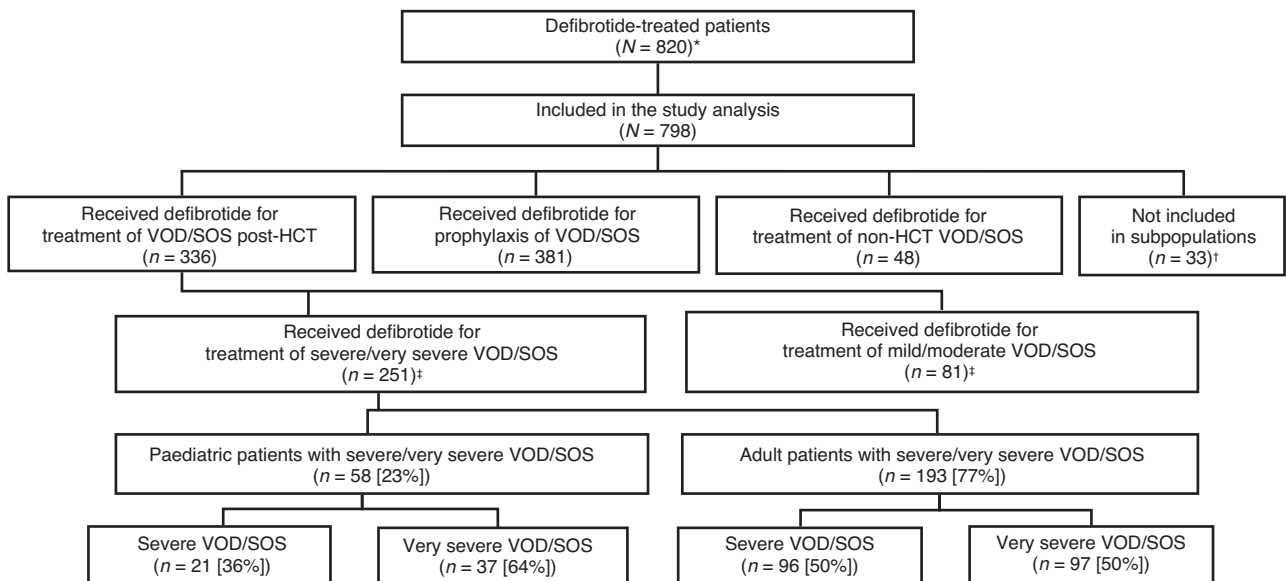 Defibrotide-treated patients
(N = 820)*
Included in the study analysis
(N = 798)
Received defibrotide for
treatment of VOD/SOS post-HCT
(n = 336)
Received defibrotide for
prophylaxis of VOD/SOS
(n = 381)
Received defibrotide for
treatment of non-HCT VOD/SOS
(n = 48)
Not included
in subpopulations
(n = 33)†
Received defibrotide for
treatment of severe/very severe VOD/SOS
(n = 251)‡
Received defibrotide for
treatment of mild/moderate VOD/SOS
(n = 81)‡
Paediatric patients with severe/very severe VOD/SOS
(n = 58 [23%])
Adult patients with severe/very severe VOD/SOS
(n = 193 [77%])
Severe VOD/SOS
(n = 21 [36%])
Very severe VOD/SOS
(n = 37 [64%])
Severe VOD/SOS
(n = 96 [50%])
Very severe VOD/SOS
(n = 97 [50%])